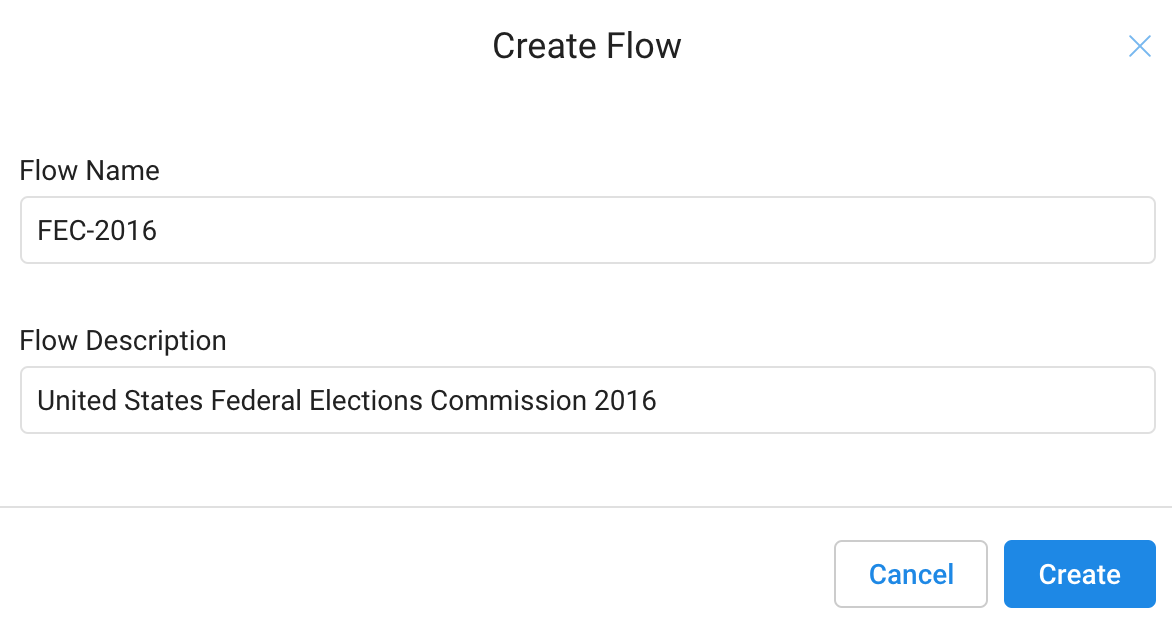 Create Flow
Flow Name
FEC-2016
Flow Description
United States Federal Elections Commission 2016
Cancel
Create